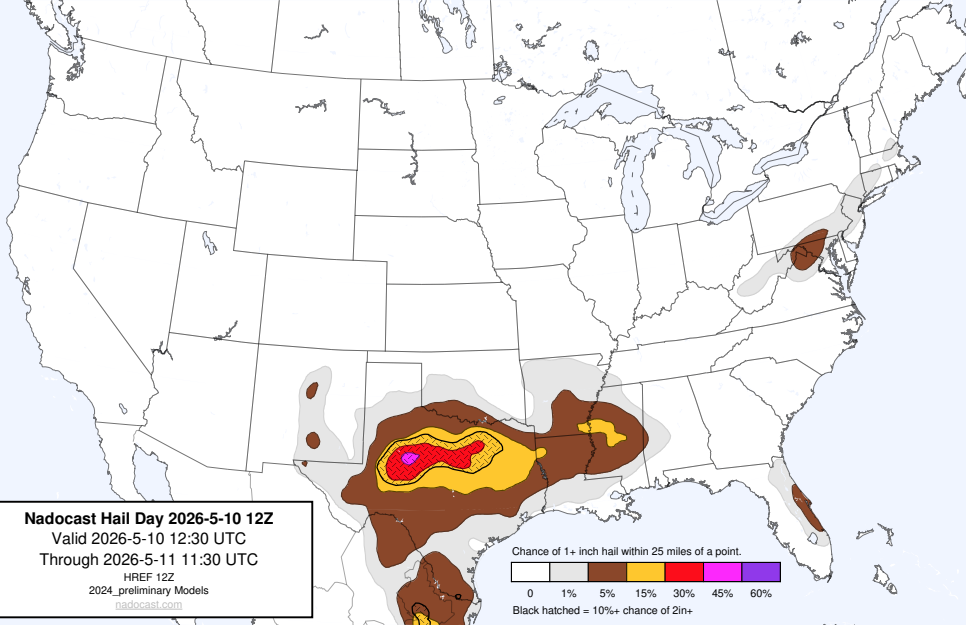 Nadocast Hail Day 2026-5-10 12Z
Valid 2026-5-10 12:30 UTC
Through 2026-5-11 11:30 UTC
HREF 12Z
2024_preliminary Models
nadocast.com
Chance of 1+ inch hail within 25 miles of a point.
0 1% 5% 15% 30% 45% 60%
Black hatched = 10%+ chance of 2in+